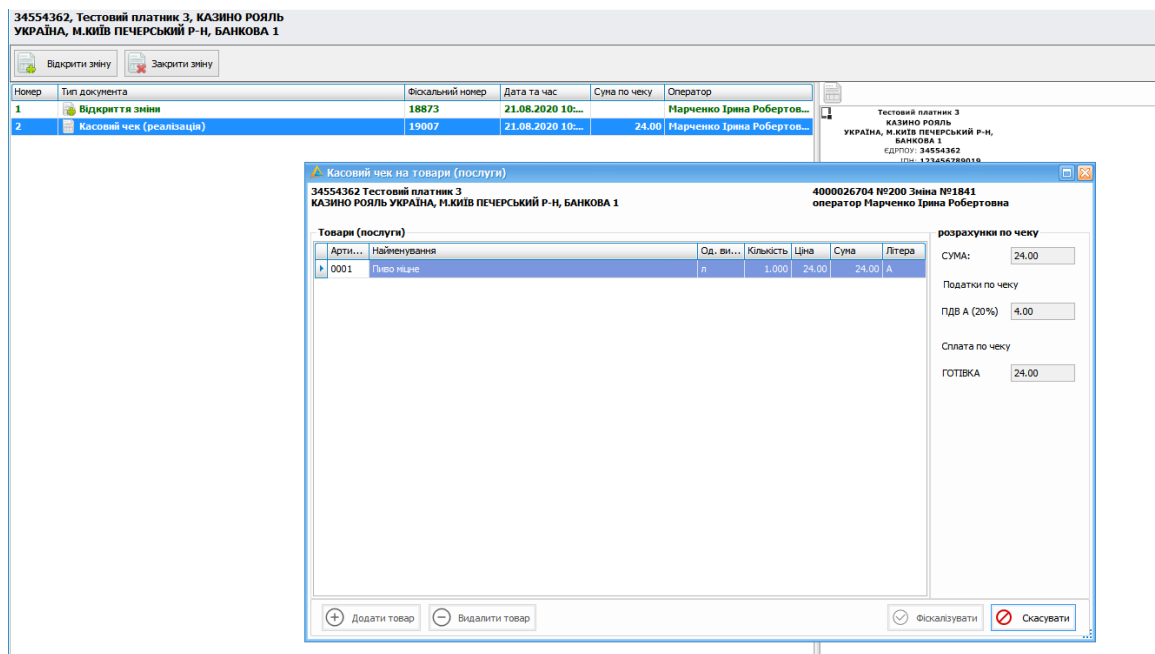 34554362, Тестовий платник 3, КАЗИНО РОЯЛЬ
УКРАЇНА, М.КИЇВ ПЕЧЕРСЬКИЙ Р-Н, БАНКОВА 1
Відкрити зміну Закрити зміну
Номер Тип документа Фіскальний номер Дата та час Сума по чеку Оператор
1 Відкриття зміни 18873 21.08.2020 10:... Марченко Ірина Робертов...
2 Касовий чек (реалізація) 19007 21.08.2020 10:... 24.00 Марченко Ірина Робертов...
Тестовий платник 3
КАЗИНО РОЯЛЬ
УКРАЇНА, М.КИЇВ ПЕЧЕРСЬКИЙ Р-Н,
БАНКОВА 1
ЄДРПОУ: 34554362
ІПН: 123456789019
Касовий чек на товари (послуги)
34554362 Тестовий платник 3
КАЗИНО РОЯЛЬ УКРАЇНА, М.КИЇВ ПЕЧЕРСЬКИЙ Р-Н, БАНКОВА 1
4000026704 №200 Зміна №1841
оператор Марченко Ірина Робертовна
Товари (послуги)
Арти... Найменування Од. ви... Кількість Ціна Сума Літера
0001 Пиво міцне л 1.000 24.00 24.00 А
розрахунки по чеку
СУМА: 24.00
Податки по чеку
ПДВ А (20%) 4.00
Сплата по чеку
ГОТІВКА 24.00
Додати товар Видалити товар Фіскалізувати Скасувати